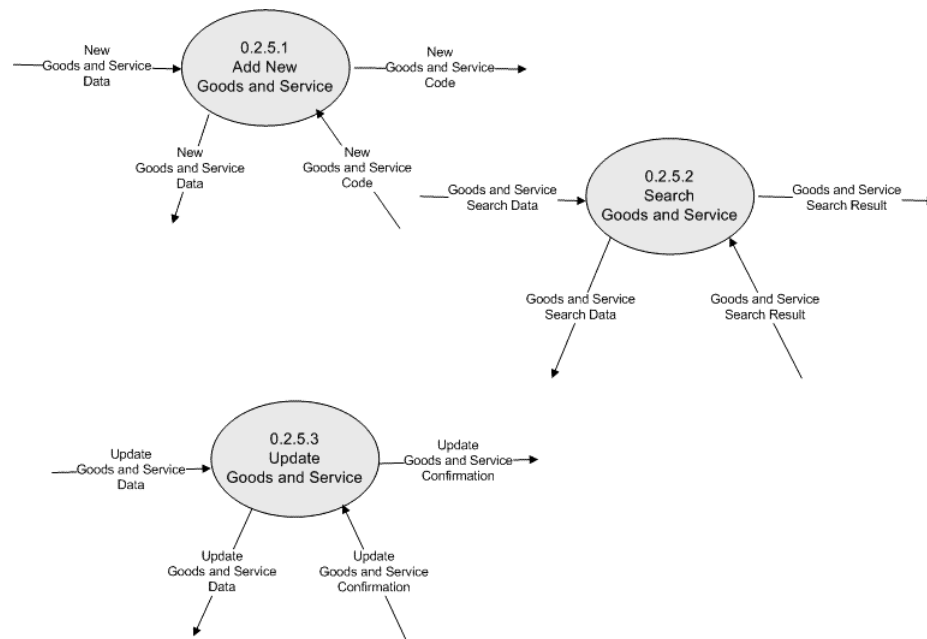 New
Goods and Service
Data
0.2.5.1
Add New
Goods and Service
New
Goods and Service
Code
New
Goods and Service
Data
New
Goods and Service
Code
Goods and Service
Search Data
0.2.5.2
Search
Goods and Service
Goods and Service
Search Result
Goods and Service
Search Data
Goods and Service
Search Result
Update
Goods and Service
Data
0.2.5.3
Update
Goods and Service
Update
Goods and Service
Confirmation
Update
Goods and Service
Data
Update
Goods and Service
Confirmation